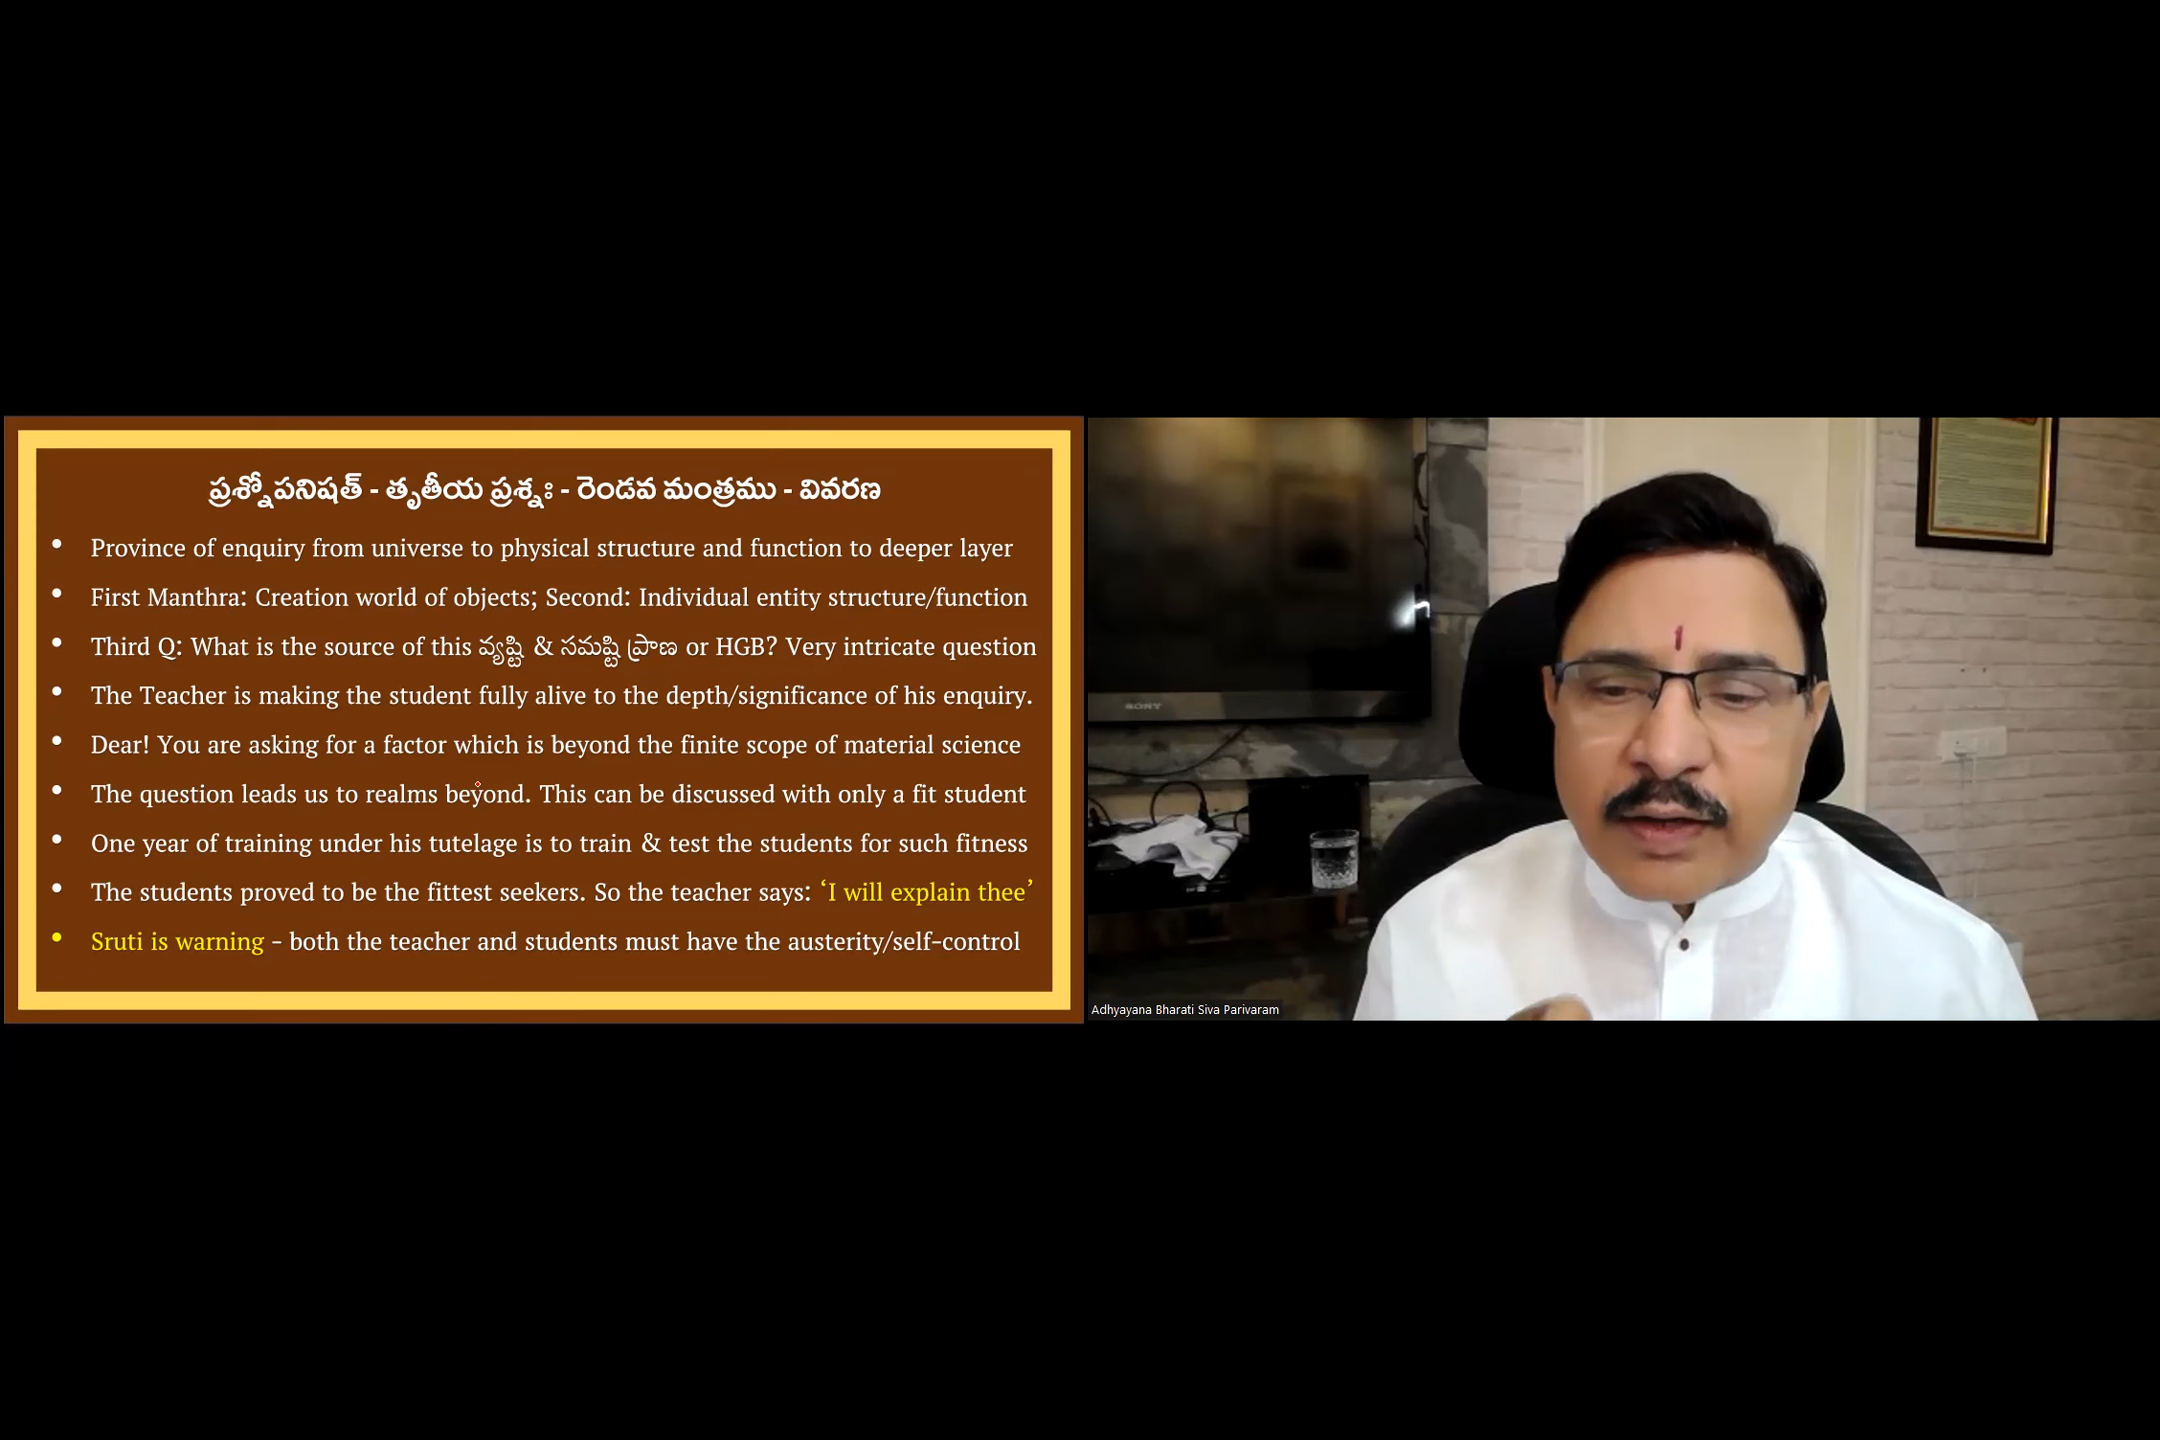 ప్రశ్నోపనిషత్ - తృతీయ ప్రశ్నః - రెండవ మంత్రము - వివరణ
• Province of enquiry from universe to physical structure and function to deeper layer
• First Manthra: Creation world of objects; Second: Individual entity structure/function
• Third Q: What is the source of this వ్యష్టి & సమష్టి ప్రాణ or HGB? Very intricate question
• The Teacher is making the student fully alive to the depth/significance of his enquiry.
• Dear! You are asking for a factor which is beyond the finite scope of material science
• The question leads us to realms beyond. This can be discussed with only a fit student
• One year of training under his tutelage is to train & test the students for such fitness
• The students proved to be the fittest seekers. So the teacher says: ‘I will explain thee’
• Sruti is warning - both the teacher and students must have the austerity/self-control
SONY
Adhyayana Bharati Siva Parivaram